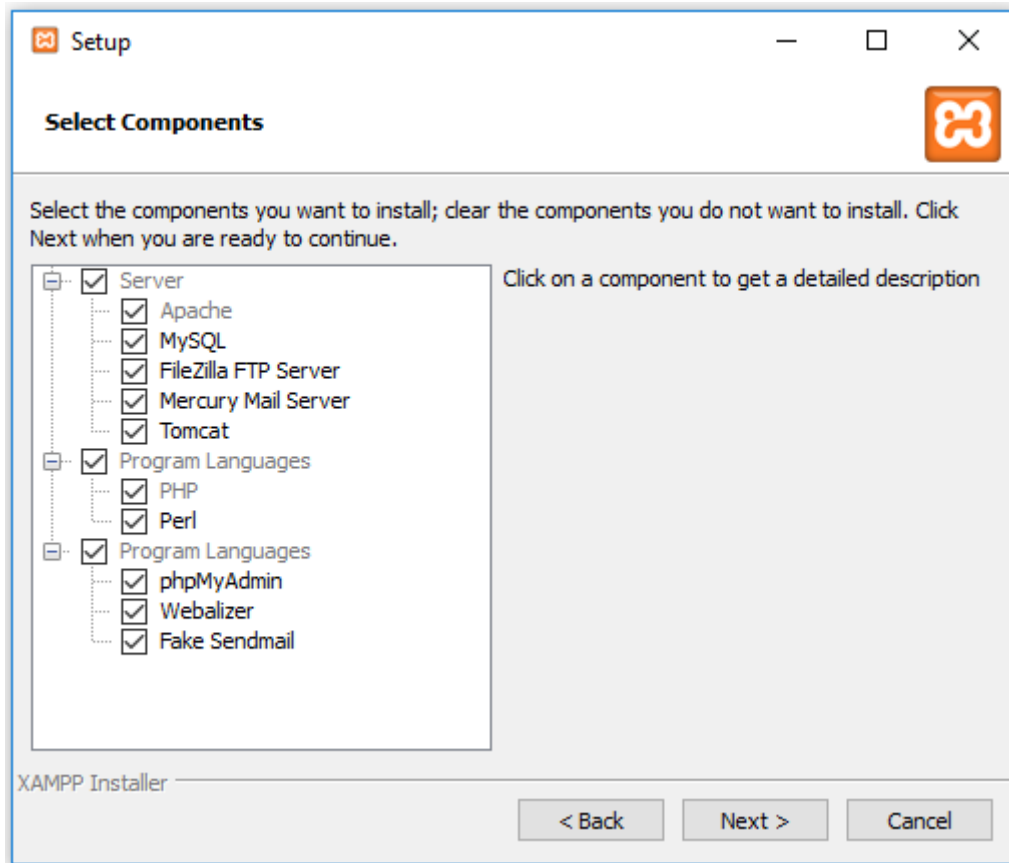 Setup
Select Components
Select the components you want to install; clear the components you do not want to install. Click
Next when you are ready to continue.
Server
Apache
MySQL
FileZilla FTP Server
Mercury Mail Server
Tomcat
Program Languages
PHP
Perl
Program Languages
phpMyAdmin
Webalizer
Fake Sendmail
Click on a component to get a detailed description
XAMPP Installer
< Back
Next >
Cancel